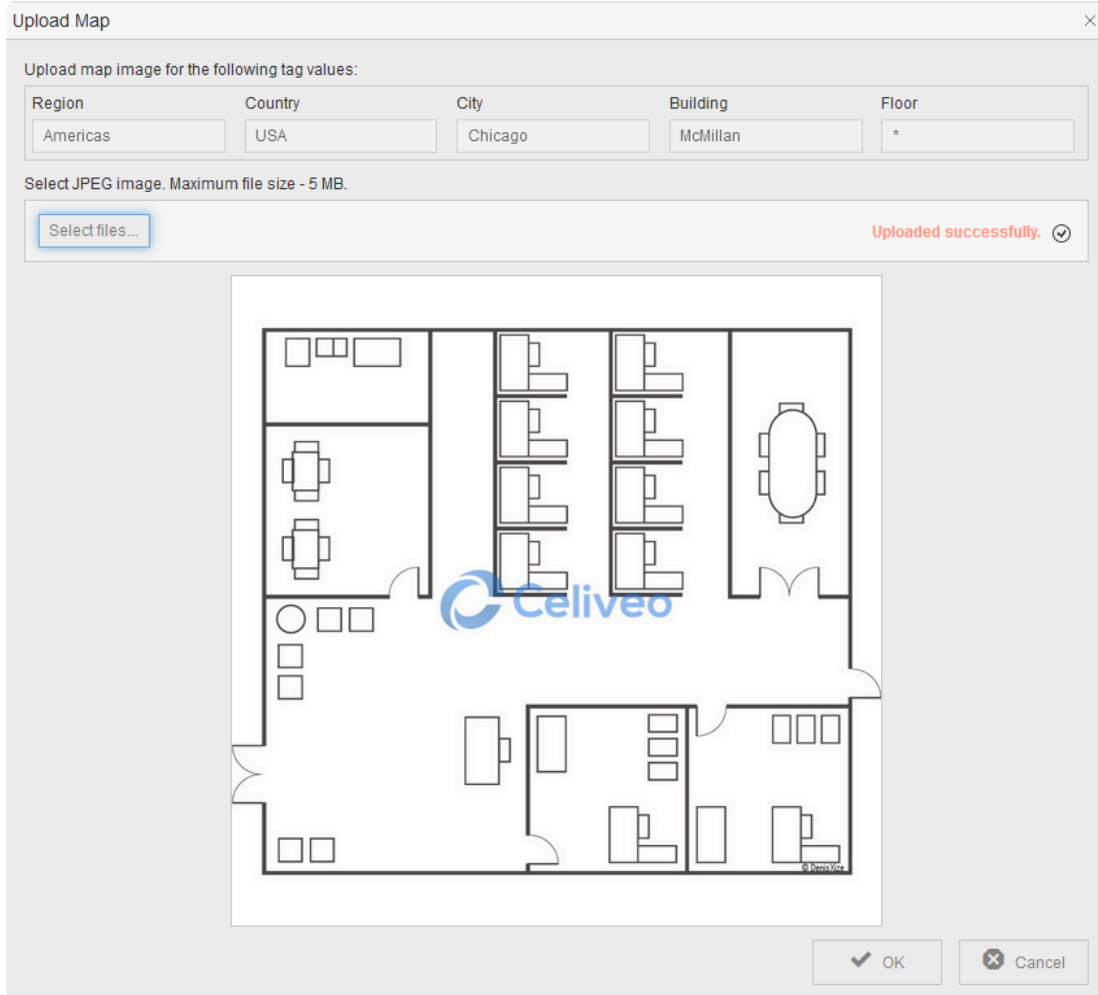 Upload Map
Upload map image for the following tag values:
Region Country City Building Floor
Americas USA Chicago McMillan *
Select JPEG image. Maximum file size - 5 MB.
Select files... Uploaded successfully.
Celiveo
© DenisXize
OK Cancel